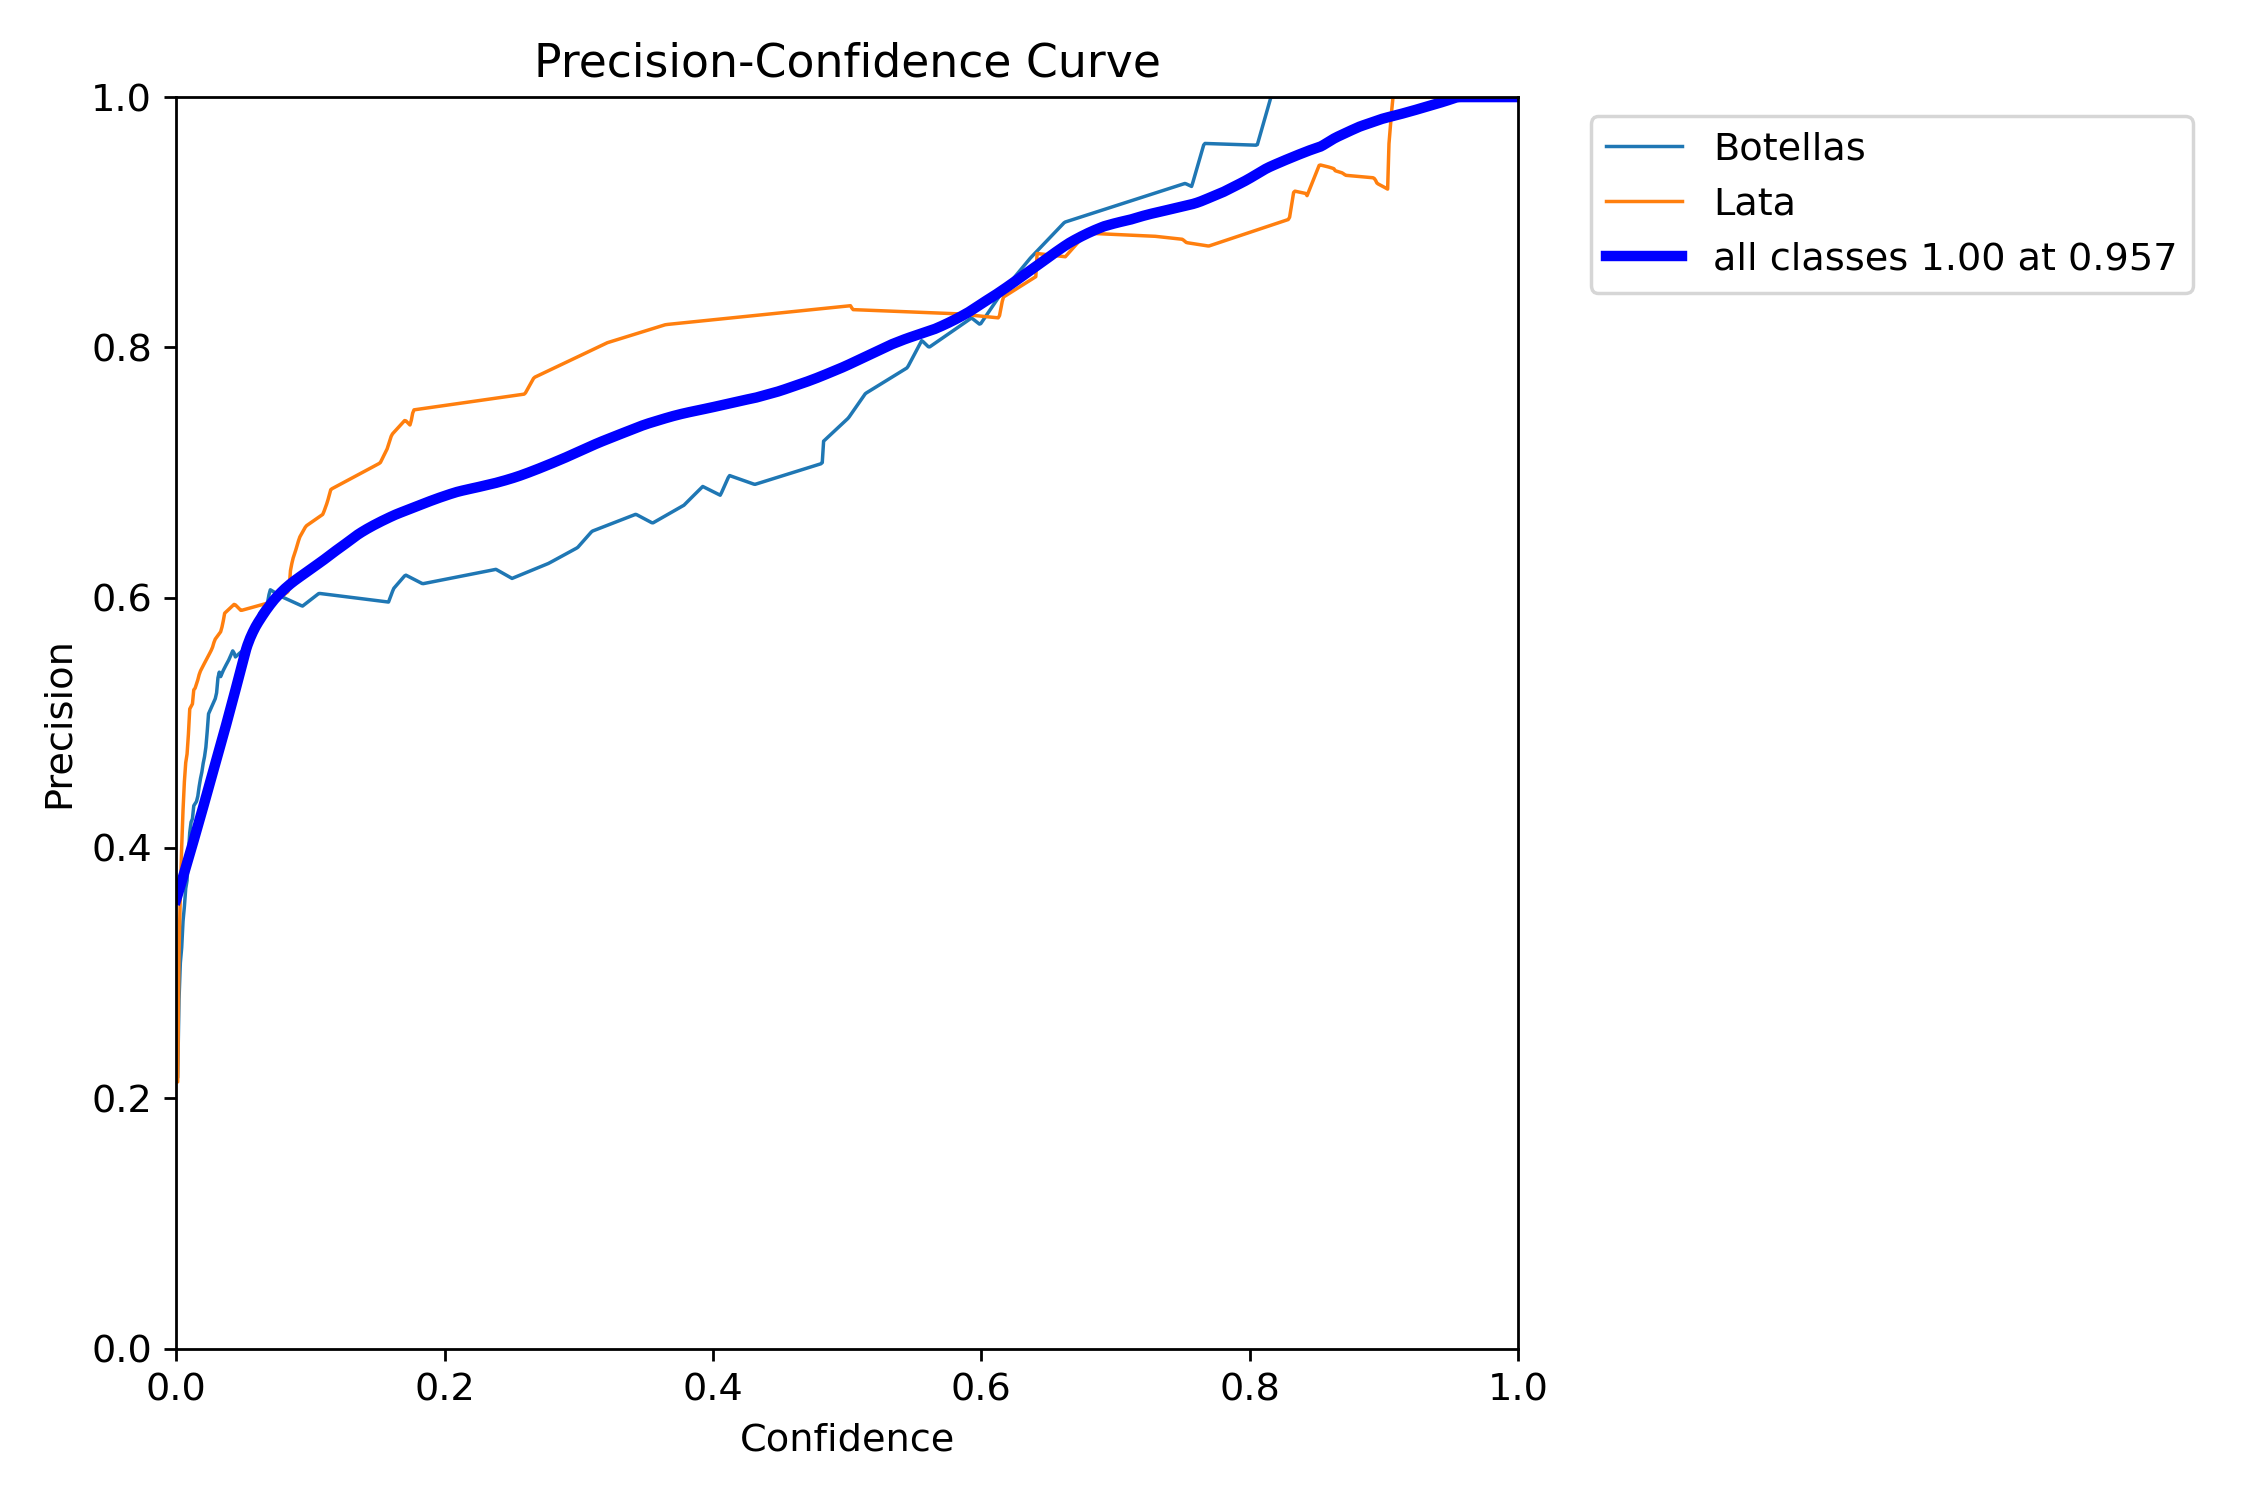 Precision-Confidence Curve
1.0
0.8
0.6
0.4
0.2
0.0
Precision
0.0 0.2 0.4 0.6 0.8 1.0
Confidence
Botellas
Lata
all classes 1.00 at 0.957